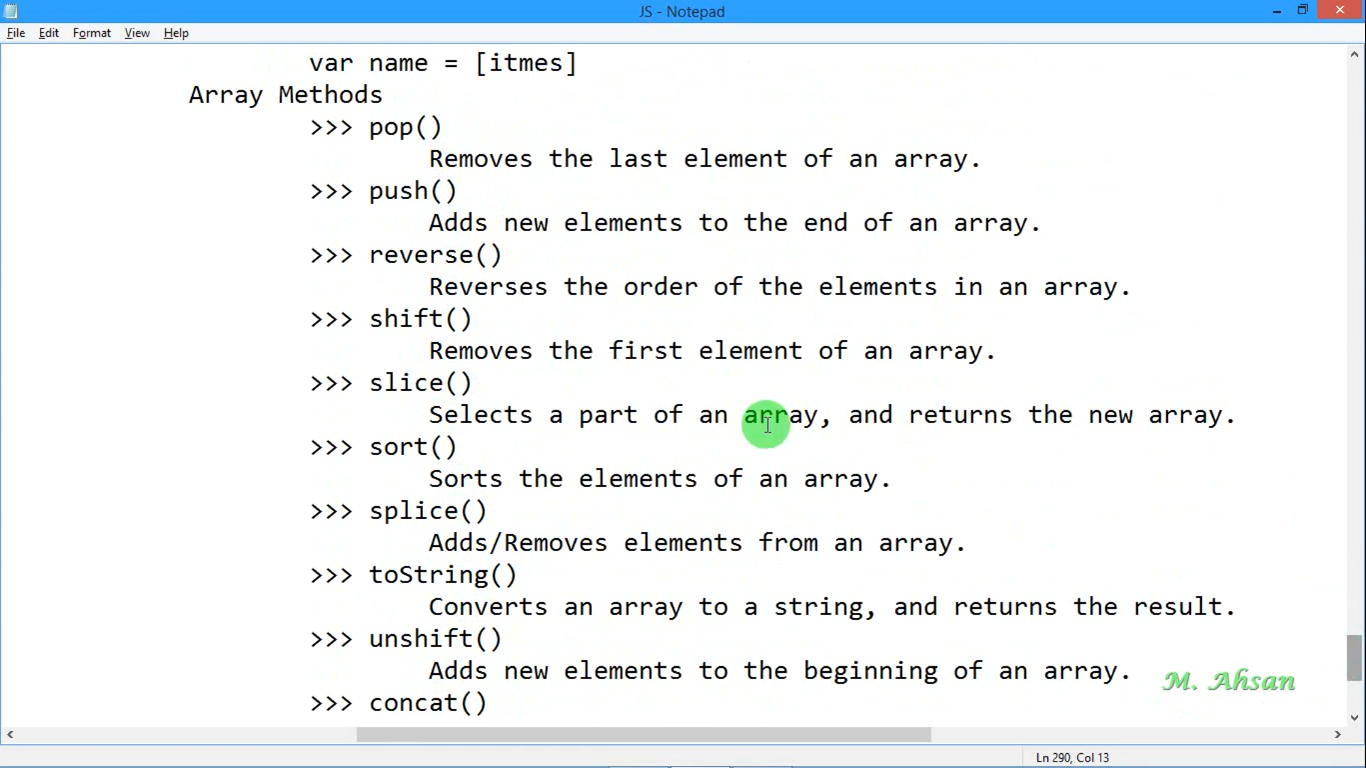 JS - Notepad
File Edit Format View Help
var name = [itmes]
Array Methods
>>> pop()
Removes the last element of an array.
>>> push()
Adds new elements to the end of an array.
>>> reverse()
Reverses the order of the elements in an array.
>>> shift()
Removes the first element of an array.
>>> slice()
Selects a part of an array, and returns the new array.
>>> sort()
Sorts the elements of an array.
>>> splice()
Adds/Removes elements from an array.
>>> toString()
Converts an array to a string, and returns the result.
>>> unshift()
Adds new elements to the beginning of an array.
M. Ahsan
>>> concat()
Ln 290, Col 13